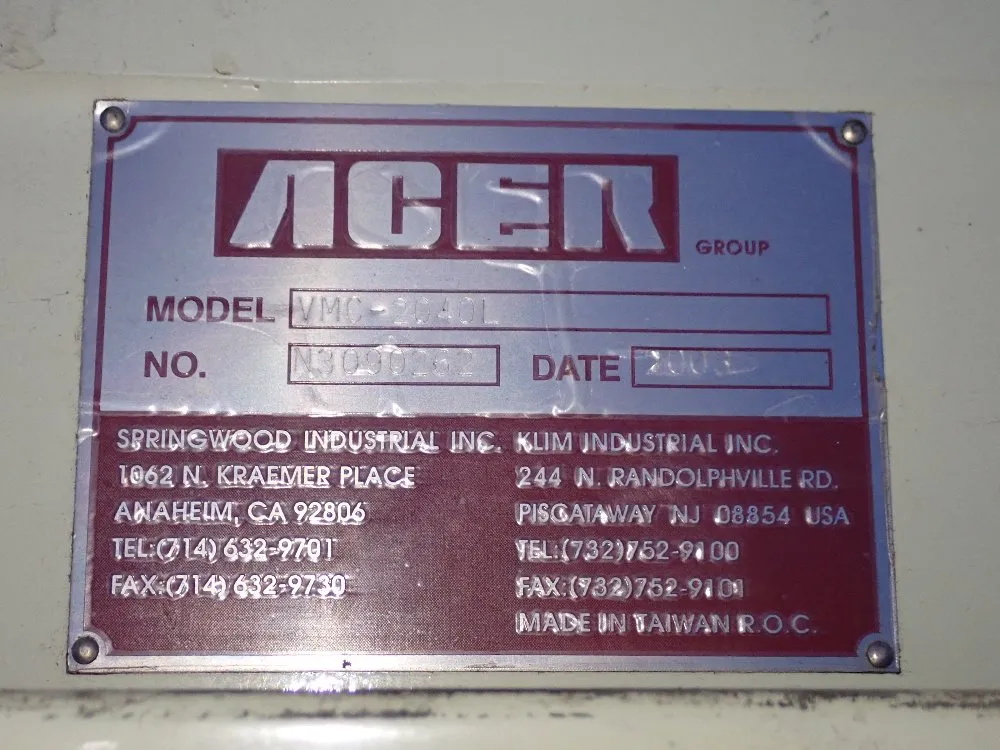 ACER GROUP
MODEL VMC-2040L
NO. N3090262 DATE 2003
SPRINGWOOD INDUSTRIAL INC.
1062 N. KRAEMER PLACE
ANAHEIM, CA 92806
TEL:(714) 632-9701
FAX:(714) 632-9730
KLIM INDUSTRIAL INC.
244 N. RANDOLPHVILLE RD.
PISCATAWAY NJ 08854 USA
TEL:(732)752-9100
FAX:(732)752-9101
MADE IN TAIWAN R.O.C.